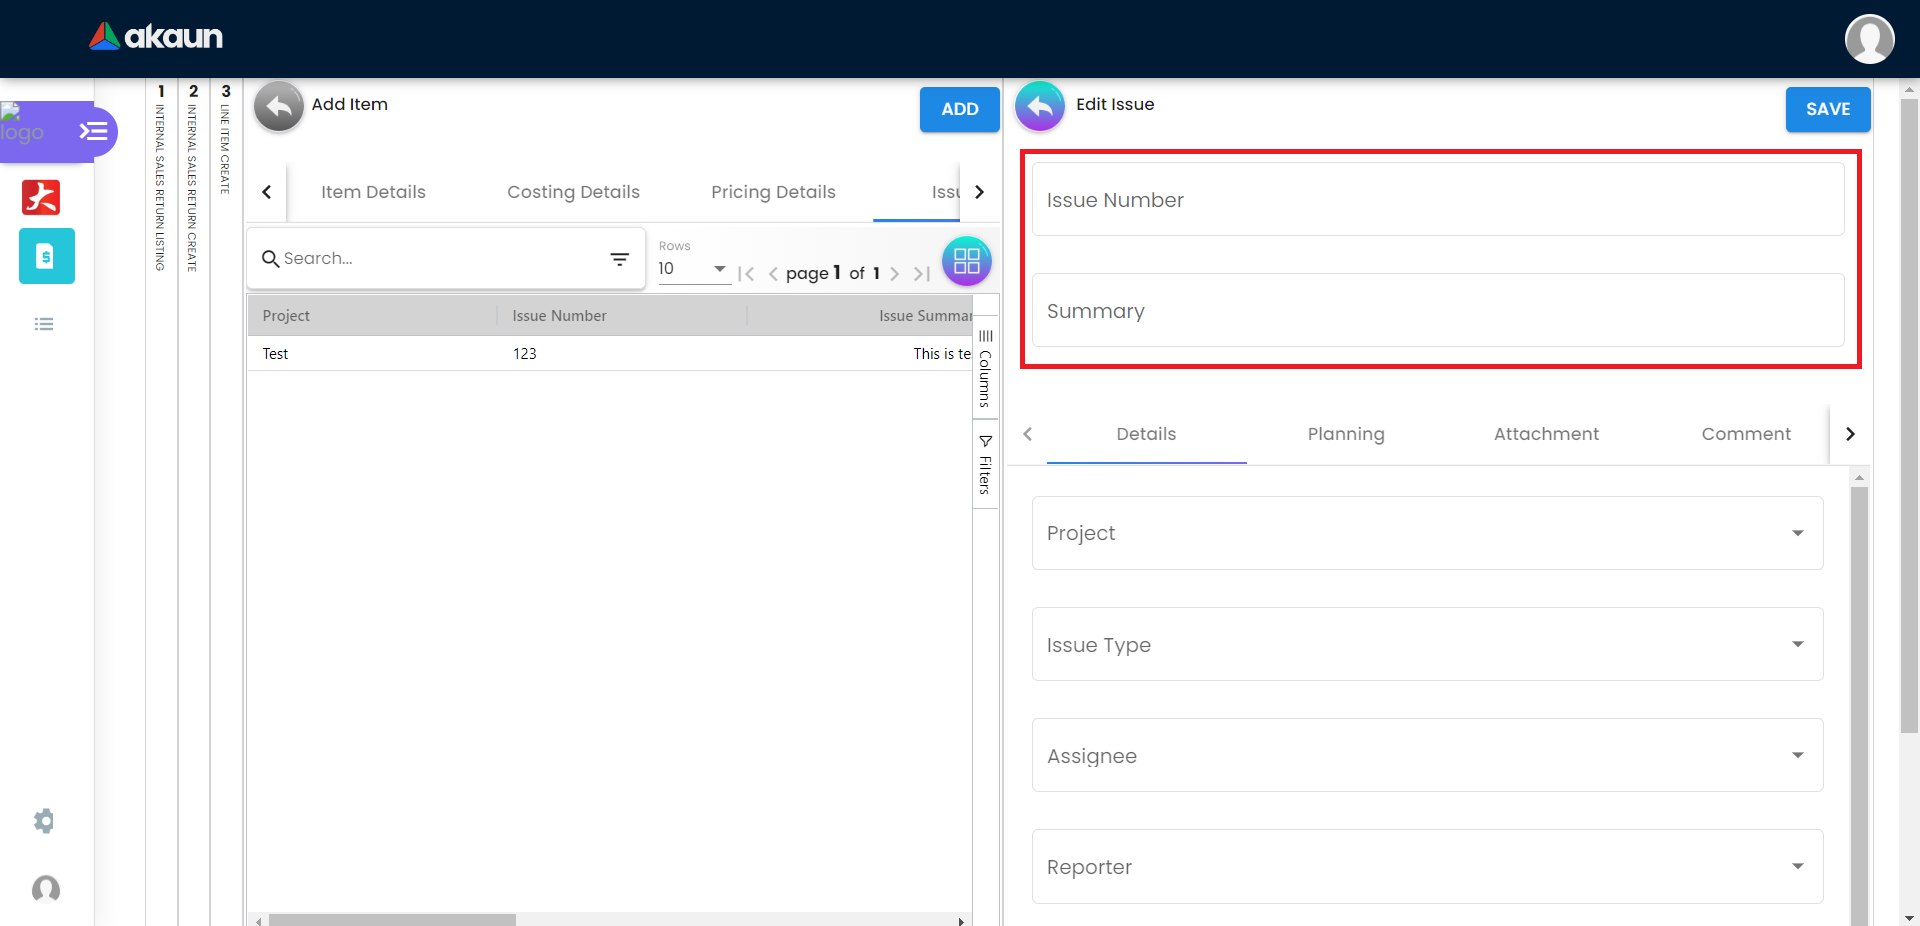 akaun
logo
1 INTERNAL SALES RETURN LISTING
2 INTERNAL SALES RETURN CREATE
3 LINE ITEM CREATE
Add Item
ADD
Item Details
Costing Details
Pricing Details
Issu
Search...
Rows
10
page 1 of 1
Project
Issue Number
Issue Summar
Test
123
This is te
Columns
Filters
Edit Issue
SAVE
Issue Number
Summary
Details
Planning
Attachment
Comment
Project
Issue Type
Assignee
Reporter